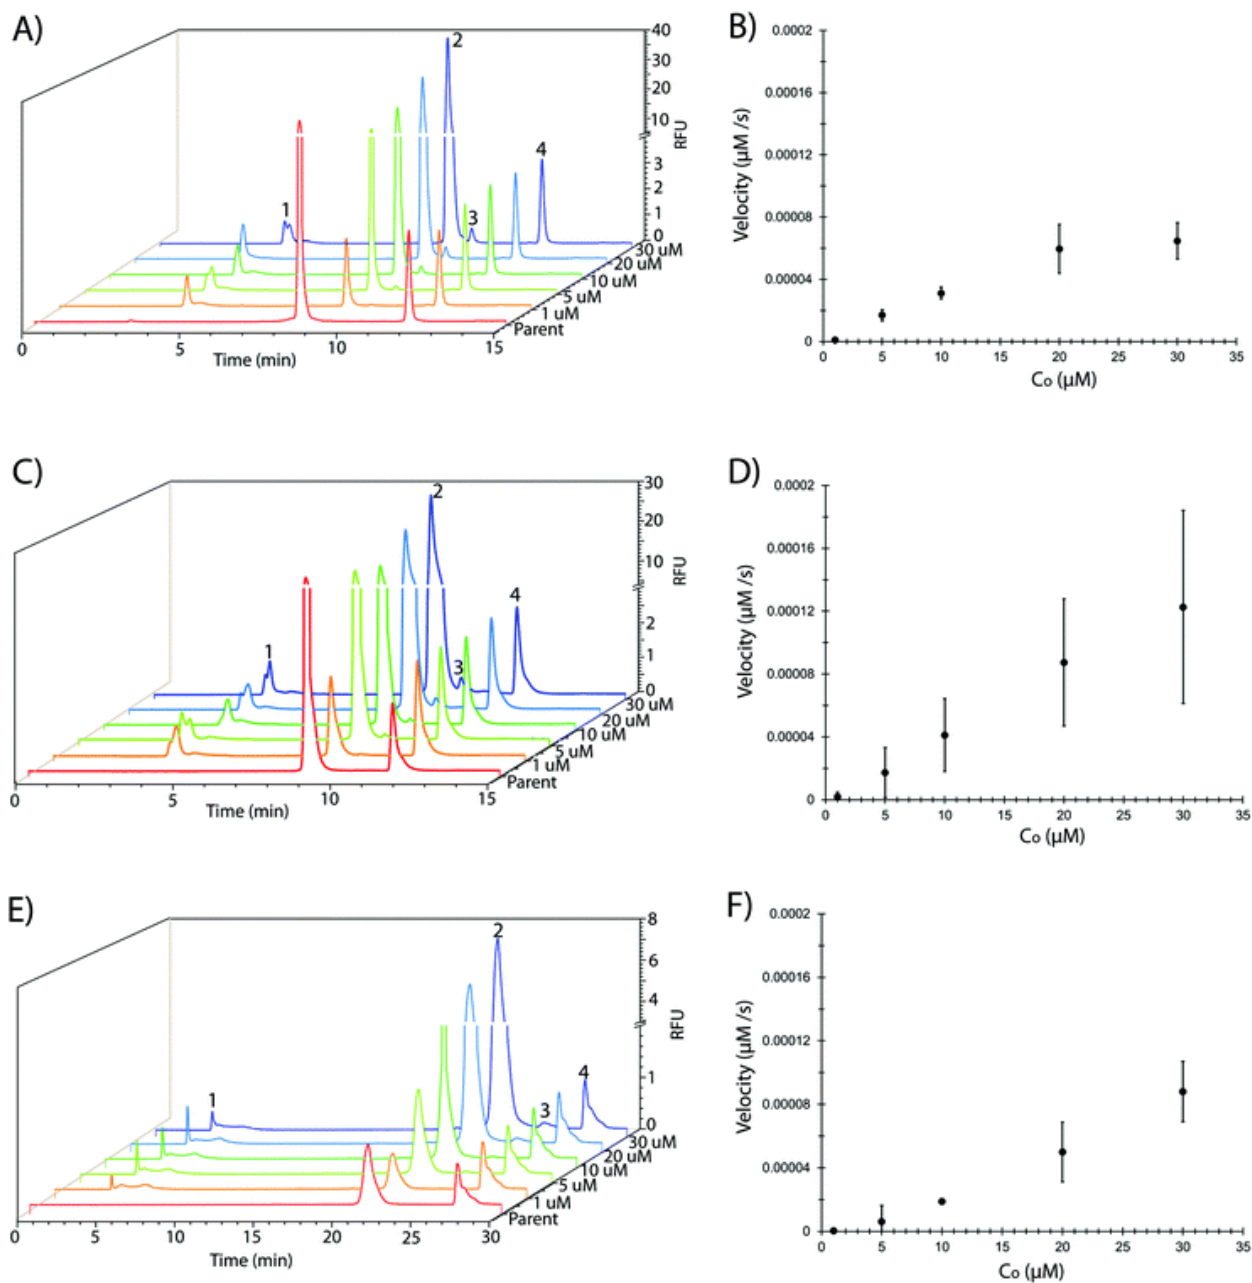 A)
40
30
20
10
3
2
1
0
RFU
1
2
3
4
30 uM
20 uM
10 uM
5 uM
1 uM
Parent
0
5
10
15
Time (min)
B)
0.0002
0.00016
0.00012
0.00008
0.00004
0
Velocity (µM /s)
0 5 10 15 20 25 30 35
Co (µM)
C)
30
20
10
2
1
0
RFU
1
2
3
4
30 uM
20 uM
10 uM
5 uM
1 uM
Parent
0
5
10
15
Time (min)
D)
0.0002
0.00016
0.00012
0.00008
0.00004
0
Velocity (µM /s)
0 5 10 15 20 25 30 35
Co (µM)
E)
8
6
4
1
0
RFU
1
2
3
4
30 uM
20 uM
10 uM
5 uM
1 uM
Parent
0 5 10 15 20 25 30
Time (min)
F)
0.0002
0.00016
0.00012
0.00008
0.00004
0
Velocity (µM /s)
0 5 10 15 20 25 30 35
Co (µM)